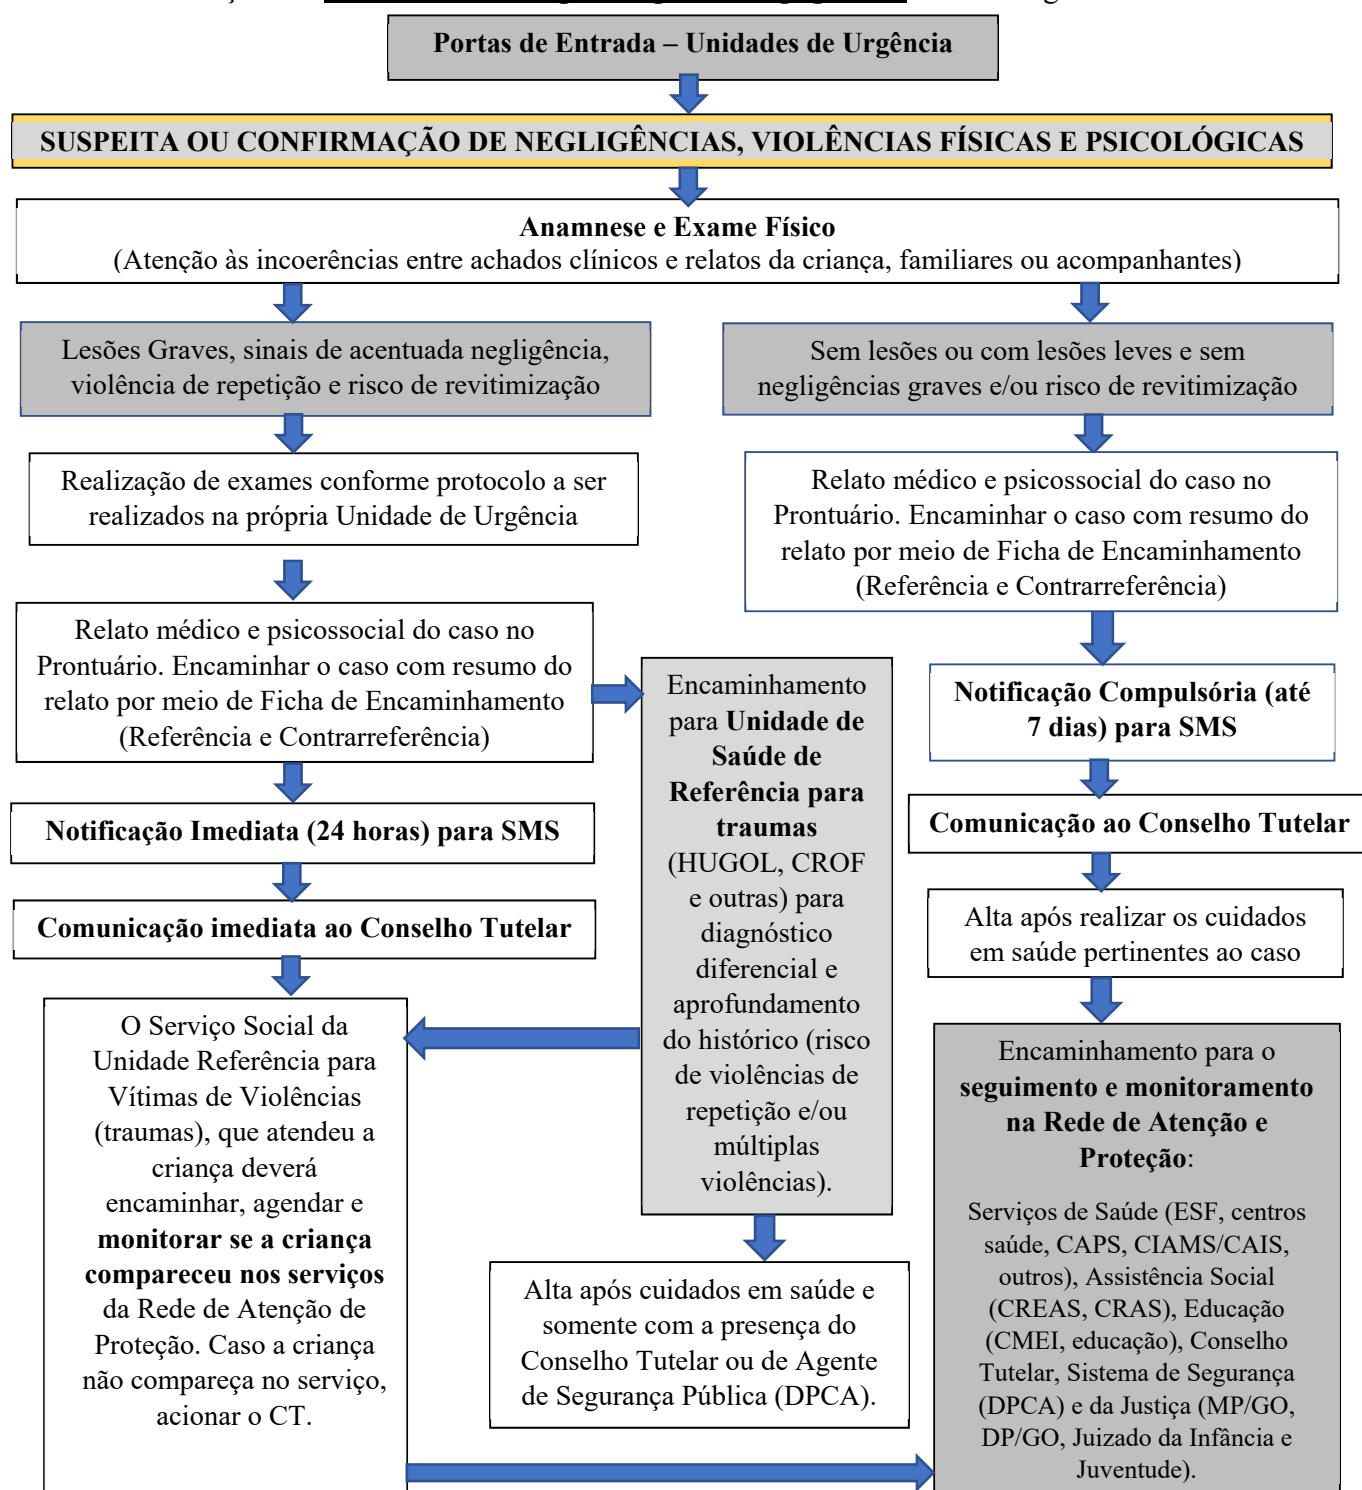 Portas de Entrada – Unidades de Urgência
SUSPEITA OU CONFIRMAÇÃO DE NEGLIGÊNCIAS, VIOLÊNCIAS FÍSICAS E PSICOLÓGICAS
Anamnese e Exame Físico
(Atenção às incoerências entre achados clínicos e relatos da criança, familiares ou acompanhantes)
Lesões Graves, sinais de acentuada negligência,
violência de repetição e risco de revitimização
Sem lesões ou com lesões leves e sem
negligências graves e/ou risco de revitimização
Realização de exames conforme protocolo a ser
realizados na própria Unidade de Urgência
Relato médico e psicossocial do caso no
Prontuário. Encaminhar o caso com resumo do
relato por meio de Ficha de Encaminhamento
(Referência e Contrarreferência)
Relato médico e psicossocial do caso no
Prontuário. Encaminhar o caso com resumo do
relato por meio de Ficha de Encaminhamento
(Referência e Contrarreferência)
Encaminhamento
para Unidade de
Saúde de
Referência para
traumas
(HUGOL, CROF
e outras) para
diagnóstico
diferencial e
aprofundamento
do histórico (risco
de violências de
repetição e/ou
múltiplas
violências).
Notificação Compulsória (até
7 dias) para SMS
Notificação Imediata (24 horas) para SMS
Comunicação ao Conselho Tutelar
Comunicação imediata ao Conselho Tutelar
Alta após realizar os cuidados
em saúde pertinentes ao caso
O Serviço Social da
Unidade Referência para
Vítimas de Violências
(traumas), que atendeu a
criança deverá
encaminhar, agendar e
monitorar se a criança
compareceu nos serviços
da Rede de Atenção de
Proteção. Caso a criança
não compareça no serviço,
acionar o CT.
Alta após cuidados em saúde e
somente com a presença do
Conselho Tutelar ou de Agente
de Segurança Pública (DPCA).
Encaminhamento para o
seguimento e monitoramento
na Rede de Atenção e
Proteção:
Serviços de Saúde (ESF, centros
saúde, CAPS, CIAMS/CAIS,
outros), Assistência Social
(CREAS, CRAS), Educação
(CMEI, educação), Conselho
Tutelar, Sistema de Segurança
(DPCA) e da Justiça (MP/GO,
DP/GO, Juizado da Infância e
Juventude).